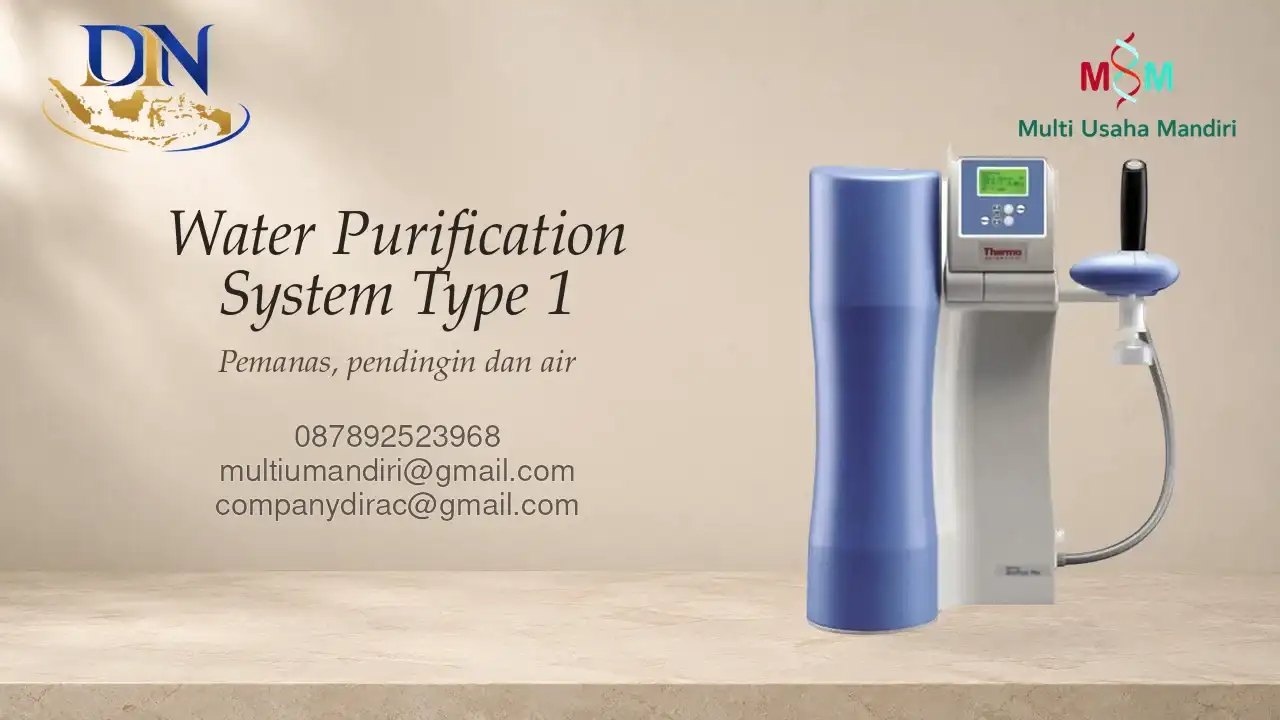 DIN
MSM
Multi Usaha Mandiri
Water Purification
System Type 1
Pemanas, pendingin dan air
087892523968
multiumandiri@gmail.com
companydirac@gmail.com
Thermo